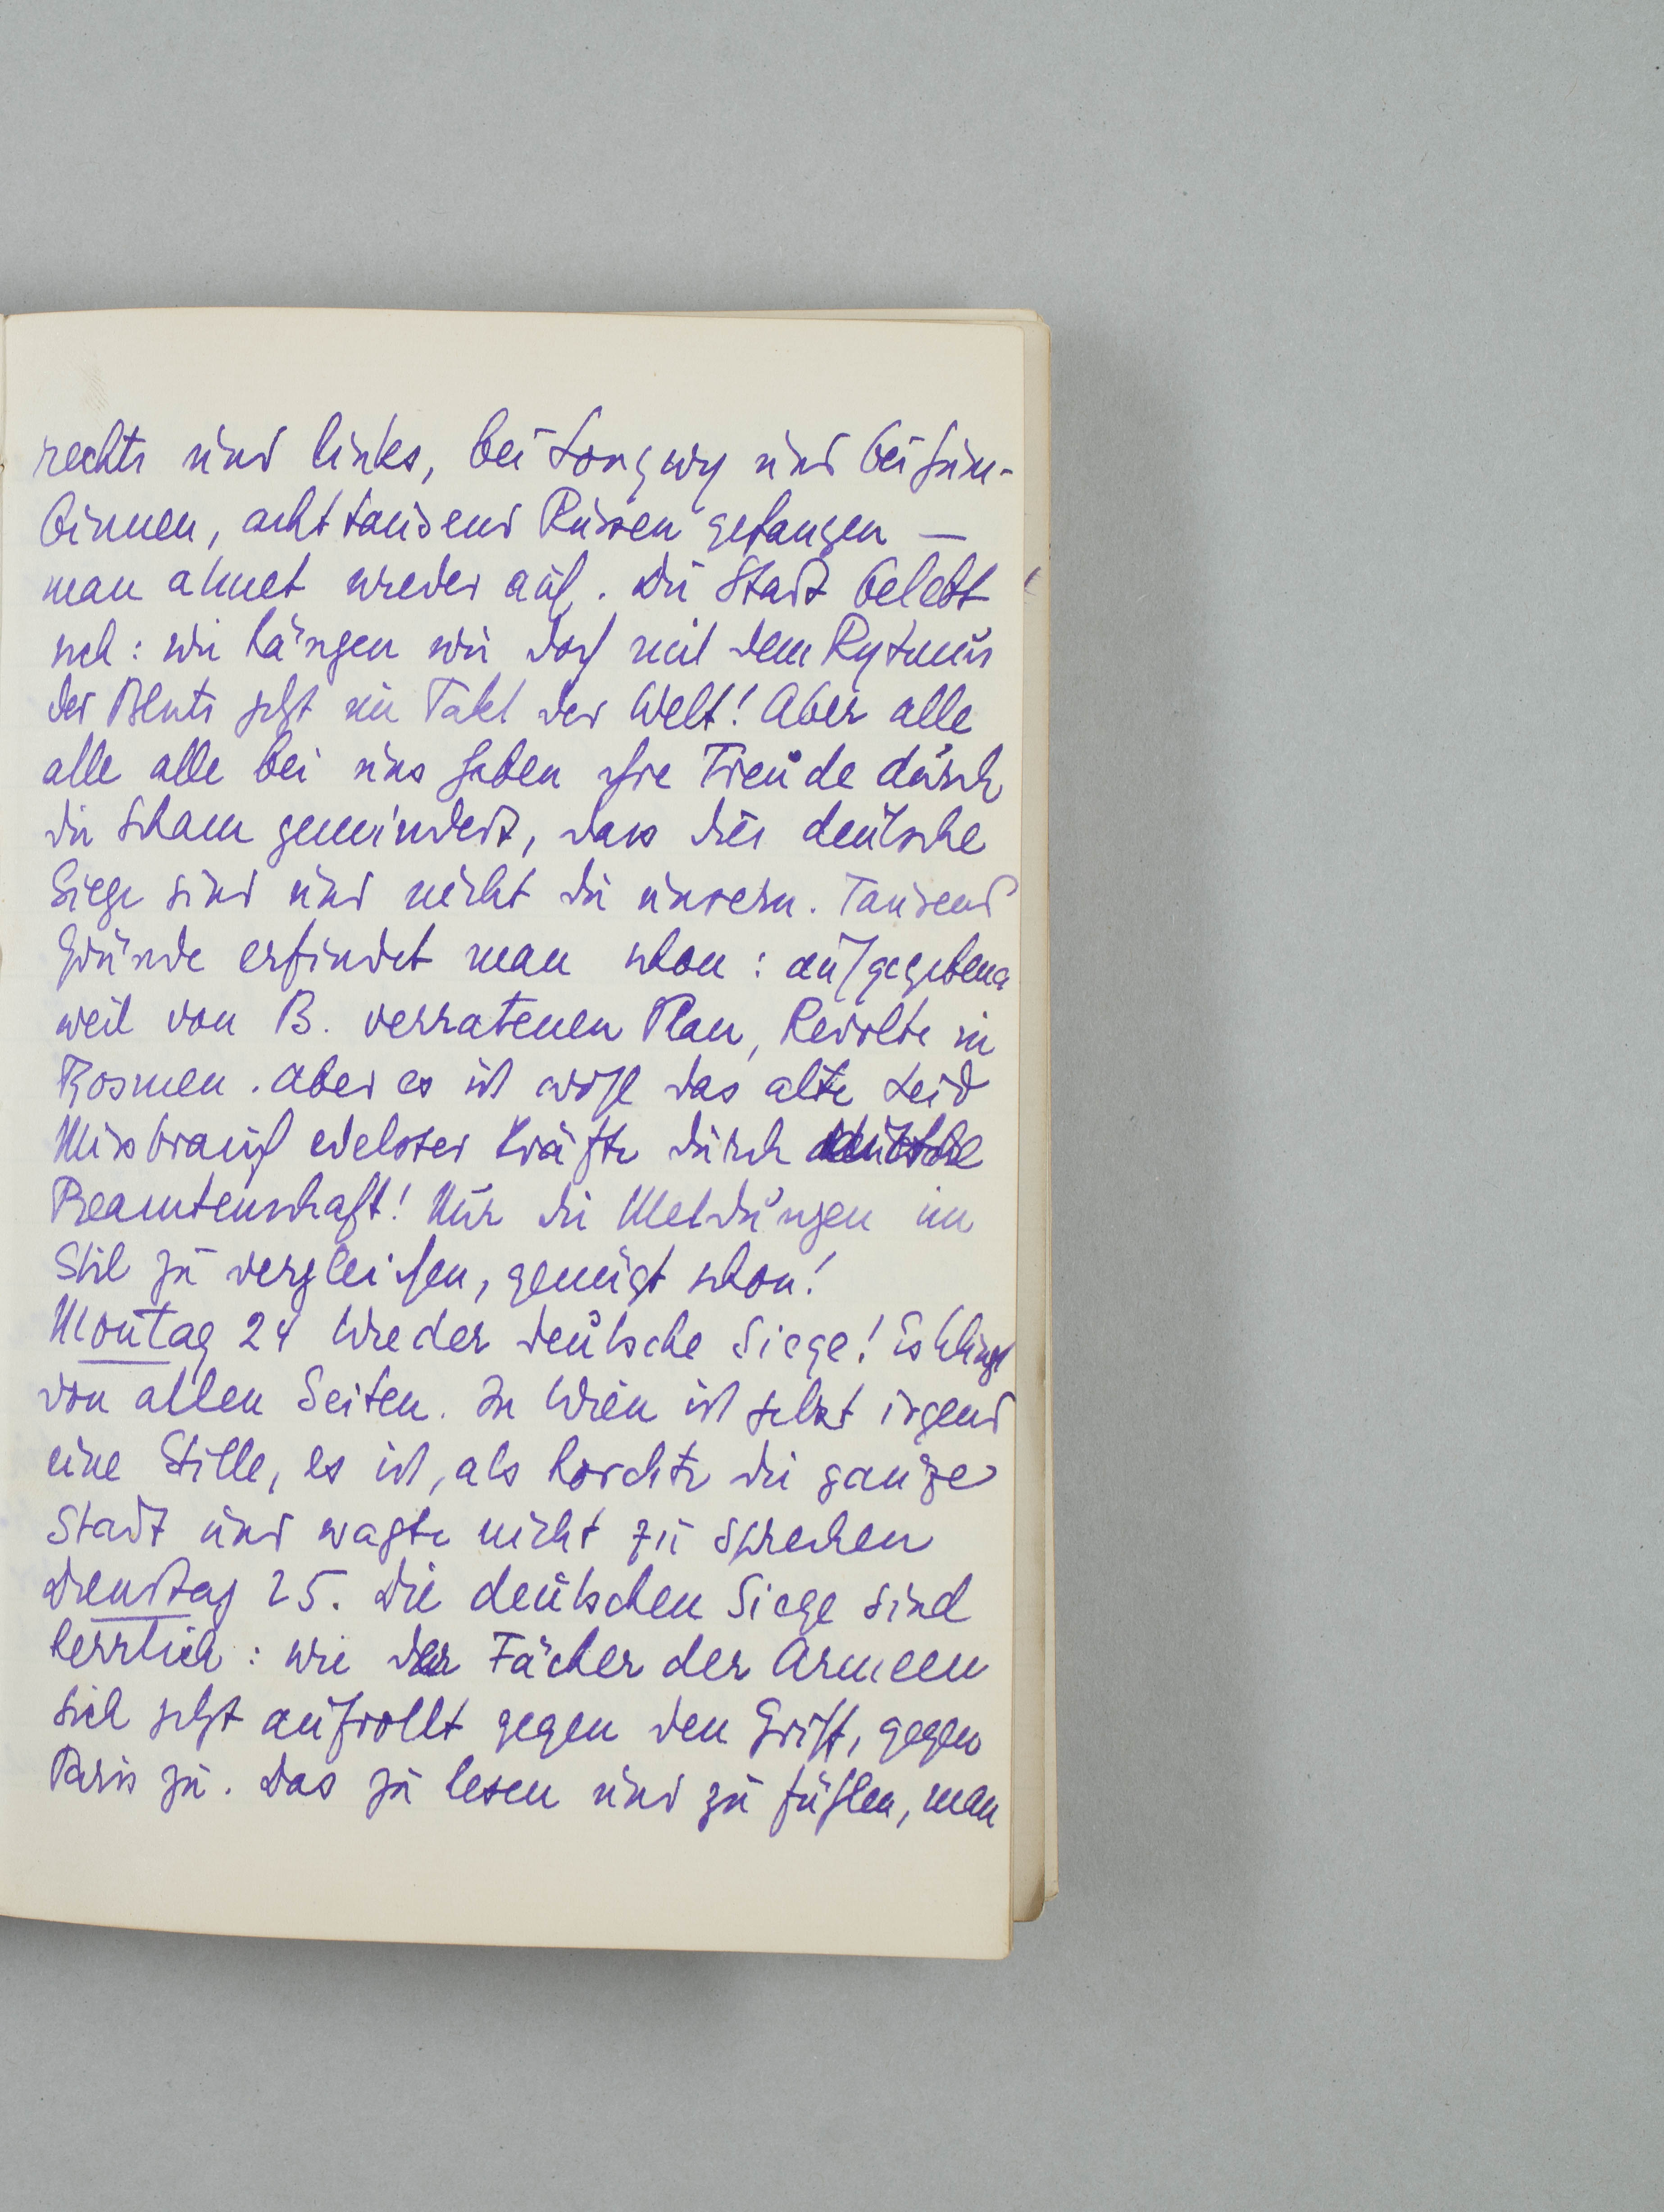 rechts und links, bei Longwy und bei Gum-
binnen, acht tausend Russen gefangen —
man atmet wieder auf. Die Stadt belebt
sich: wie hängen wir doch mit dem Rytmus
des Bluts jetzt im Takt der Welt! Aber alle
alle alle bei uns haben ihre Freude durch
die Scham gemindert, dass dies deutsche
Siege sind und nicht die unsern. Tausend
Gründe erfindet man schon: aufgegebener
weil von B. verratenen Plan, Revolte in
Bosnien. Aber es ist wohl das alte Leid
Missbrauch edelster Kräfte durch
Beamtenschaft! Nur die Meldungen im
Stil zu vergleichen, genügt schon!
Montag 24 Wieder deutsche Siege! Es klingt
von allen Seiten. In Wien ist jetzt irgend
eine Stille, es ist, als horchte die ganze
Stadt und wagte nicht zu sprechen
Dienstag 25. Die deutschen Siege sind
herrlich: wie der Fächer der Armeen
sich jetzt aufrollt gegen den Griff, gegen
Paris zu. Das zu lesen und zu fühlen, man